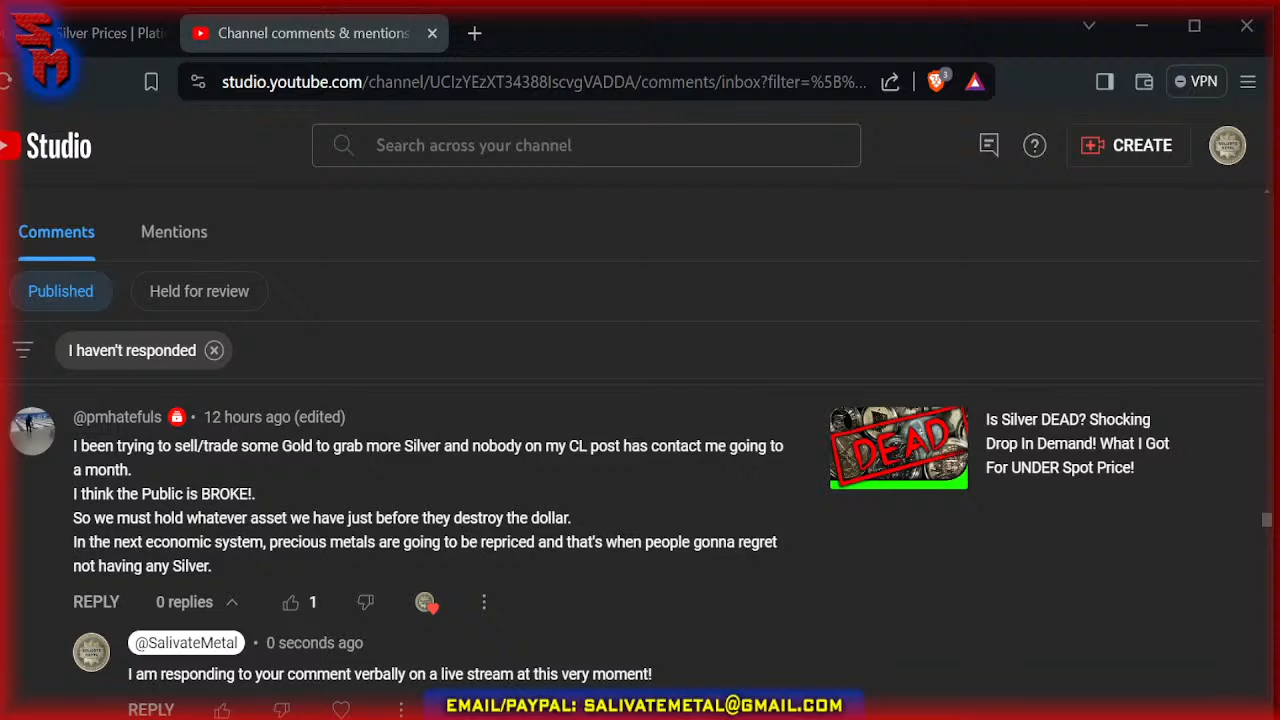 SM
Silver Prices | Plati
Channel comments & mentions
studio.youtube.com/channel/UCIzYEzXT34388IscvgVADDA/comments/inbox?filter=%5B%...
3
VPN
Studio
Search across your channel
CREATE
Comments
Mentions
Published
Held for review
I haven't responded
@pmhatefuls • 12 hours ago (edited)
I been trying to sell/trade some Gold to grab more Silver and nobody on my CL post has contact me going to
a month.
I think the Public is BROKE!.
So we must hold whatever asset we have just before they destroy the dollar.
In the next economic system, precious metals are going to be repriced and that's when people gonna regret
not having any Silver.
DEAD
Is Silver DEAD? Shocking
Drop In Demand! What I Got
For UNDER Spot Price!
REPLY
0 replies
1
@SalivateMetal • 0 seconds ago
I am responding to your comment verbally on a live stream at this very moment!
REPLY
EMAIL/PAYPAL: SALIVATEMETAL@GMAIL.COM